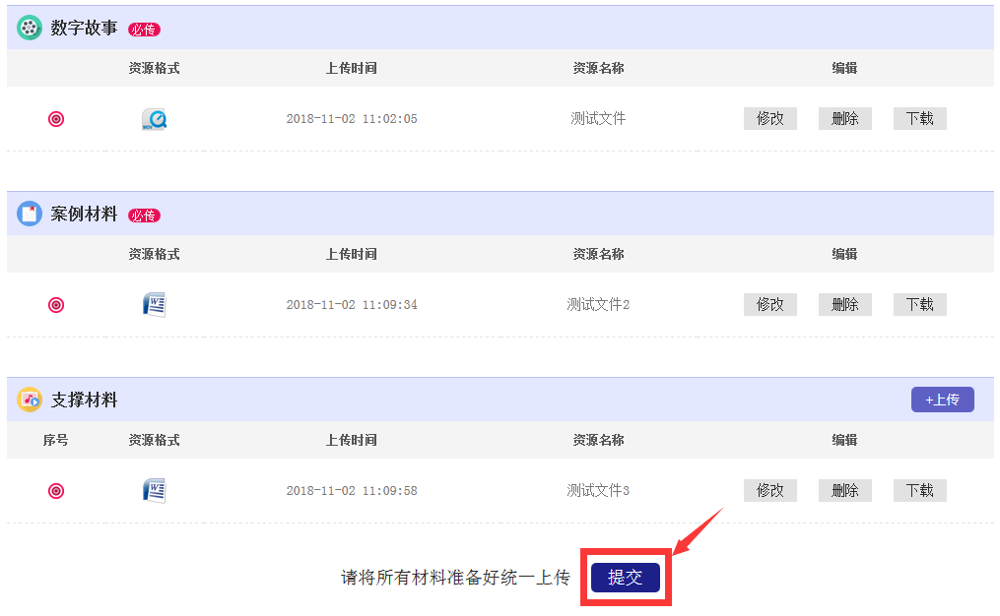 数字故事 必传
资源格式 上传时间 资源名称 编辑
2018-11-02 11:02:05 测试文件 修改 删除 下载
案例材料 必传
资源格式 上传时间 资源名称 编辑
2018-11-02 11:09:34 测试文件2 修改 删除 下载
支撑材料 +上传
序号 资源格式 上传时间 资源名称 编辑
2018-11-02 11:09:58 测试文件3 修改 删除 下载
请将所有材料准备好统一上传 提交